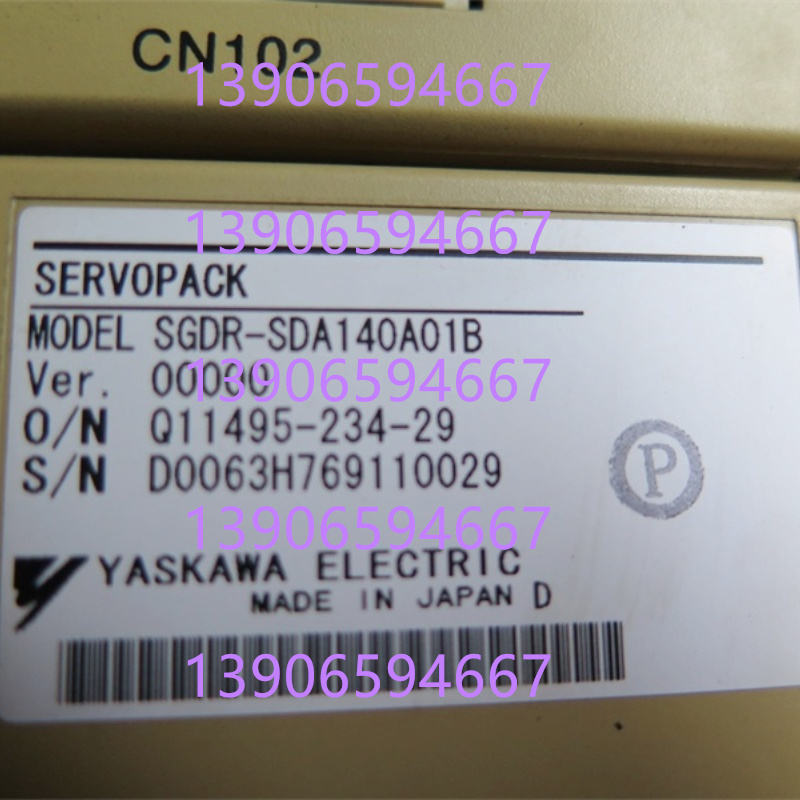 CN102
13906594667
13906594667
SERVOPACK
MODEL SGDR-SDA140A01B
Ver. 00000
13906594667
O/N Q11495-234-29
S/N D0063H769110029
P
13906594667
YASKAWA ELECTRIC
MADE IN JAPAN D
13906594667